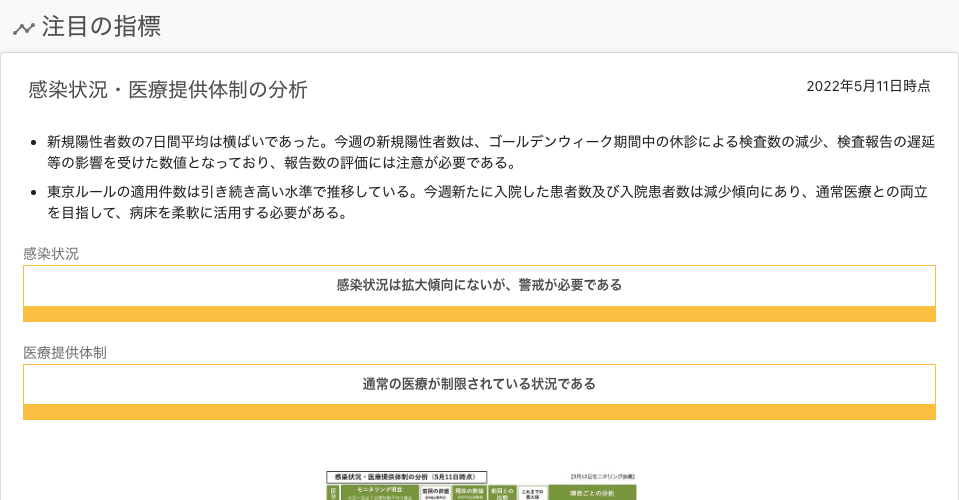 注目の指標
感染状況・医療提供体制の分析
2022年5月11日時点
新規陽性者数の7日間平均は横ばいであった。今週の新規陽性者数は、ゴールデンウィーク期間中の休診による検査数の減少、検査報告の遅延
等の影響を受けた数値となっており、報告数の評価には注意が必要である。
東京ルールの適用件数は引き続き高い水準で推移している。今週新たに入院した患者数及び入院患者数は減少傾向にあり、通常医療との両立
を目指して、病床を柔軟に活用する必要がある。
感染状況
感染状況は拡大傾向にないが、警戒が必要である
医療提供体制
通常の医療が制限されている状況である
感染状況・医療提供体制の分析（5月11日時点）
【5月12日モニタリング会議】
区分
モニタリング項目
前回の数値
現在の数値
前回との
比較
これまでの
最大値
項目ごとの分析